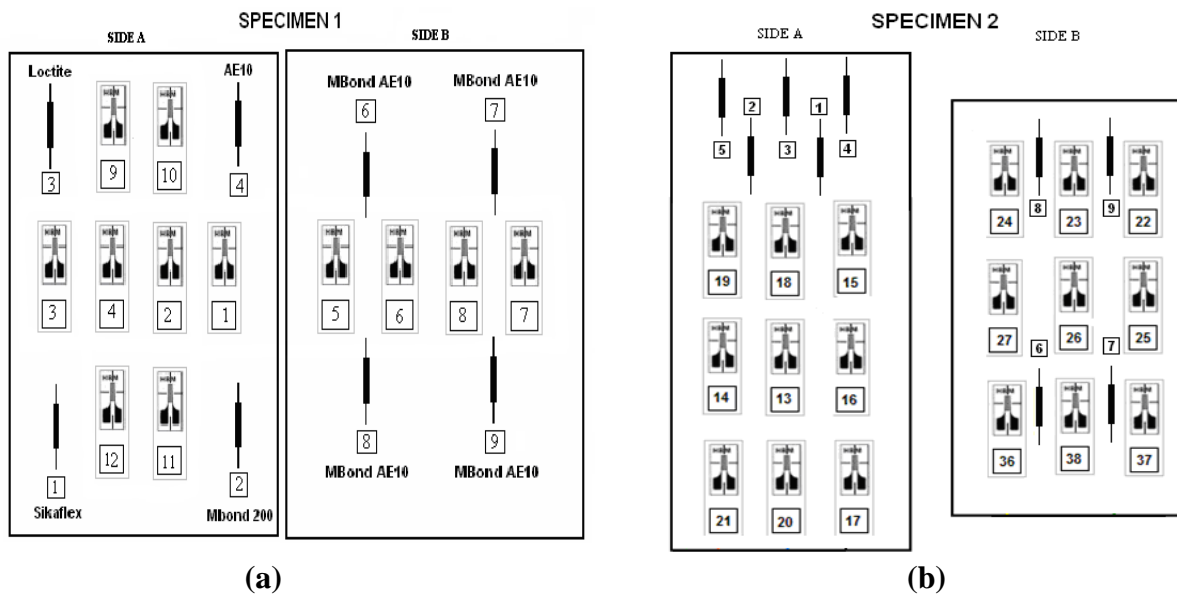 SPECIMEN 1
SIDE A
SIDE B
Loctite
AE10
3
9
10
4
3
4
2
1
12
11
1
2
Sikaflex
Mbond 200
MBond AE10
MBond AE10
6
7
5
6
8
7
8
9
MBond AE10
MBond AE10
(a)
SPECIMEN 2
SIDE A
SIDE B
2
1
5
3
4
19
18
15
14
13
16
21
20
17
24
8
23
9
22
27
6
26
7
25
36
38
37
(b)